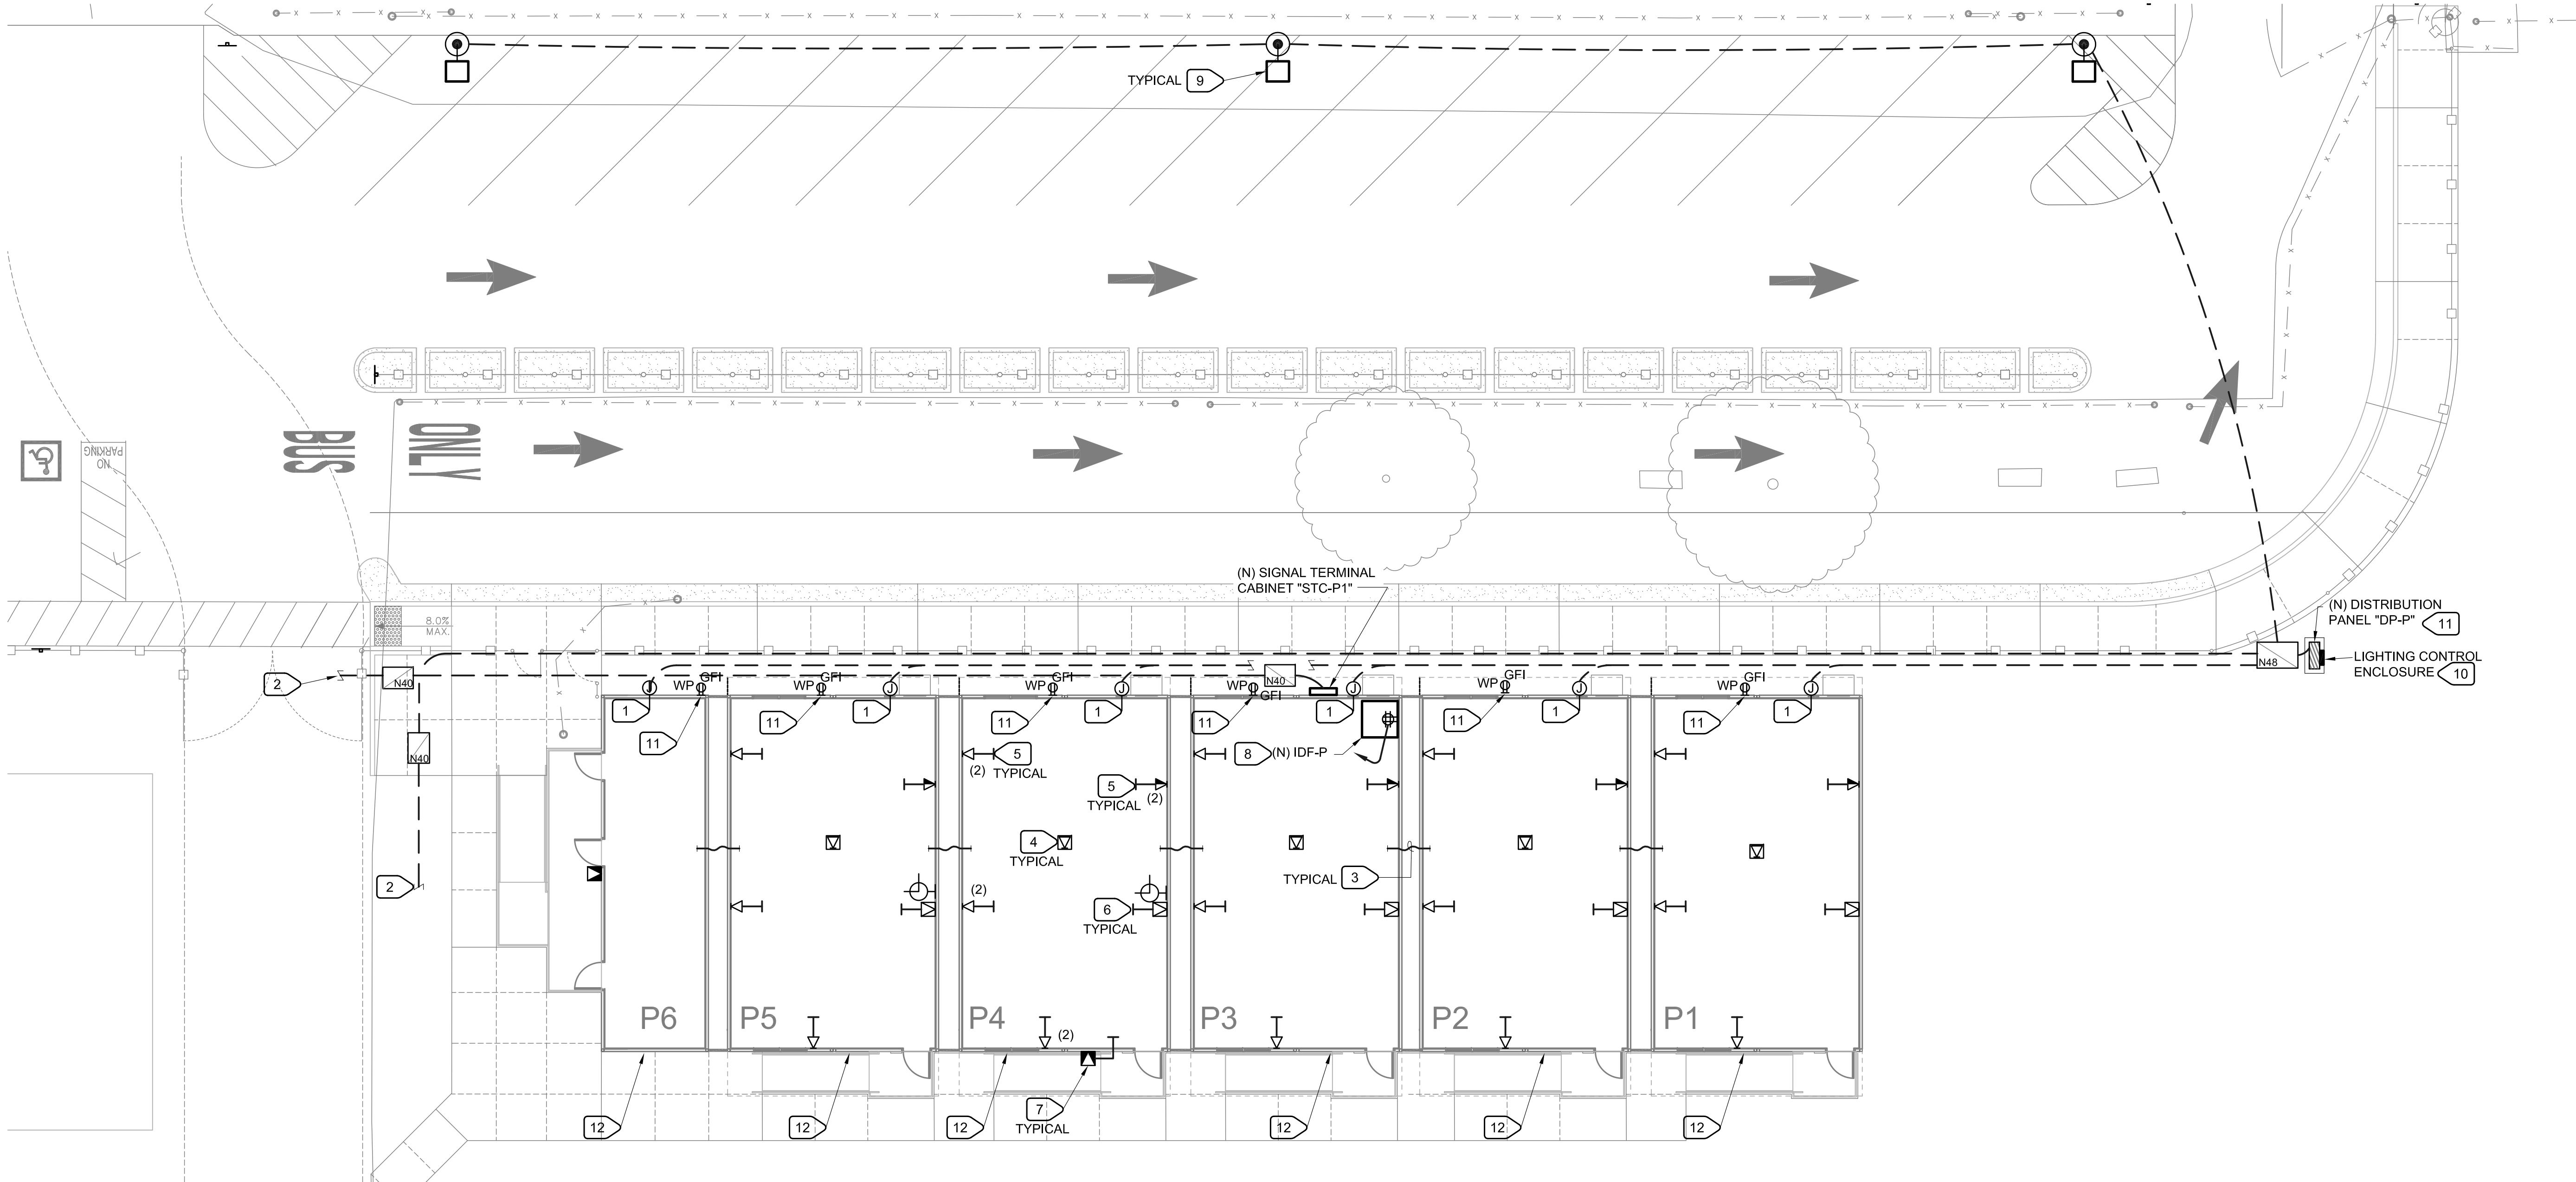 TYPICAL 9
BUS
ONLY
NO
PARKING
8.0%
MAX.
(N) SIGNAL TERMINAL
CABINET "STC-P1"
(N) DISTRIBUTION
PANEL "DP-P" 11
LIGHTING CONTROL
ENCLOSURE 10
2
N40
N40
N40
N48
2
J
J
J
J
J
J
WP GFI
WP GFI
WP GFI
WP
GFI
WP GFI
WP GFI
1
1
1
1
1
1
11
11
11
11
11
11
5
(2) TYPICAL
5
TYPICAL (2)
8 (N) IDF-P
4
TYPICAL
TYPICAL 3
(2)
6
TYPICAL
P6
P5
P4
P3
P2
P1
(2)
7
TYPICAL
12
12
12
12
12
12
x